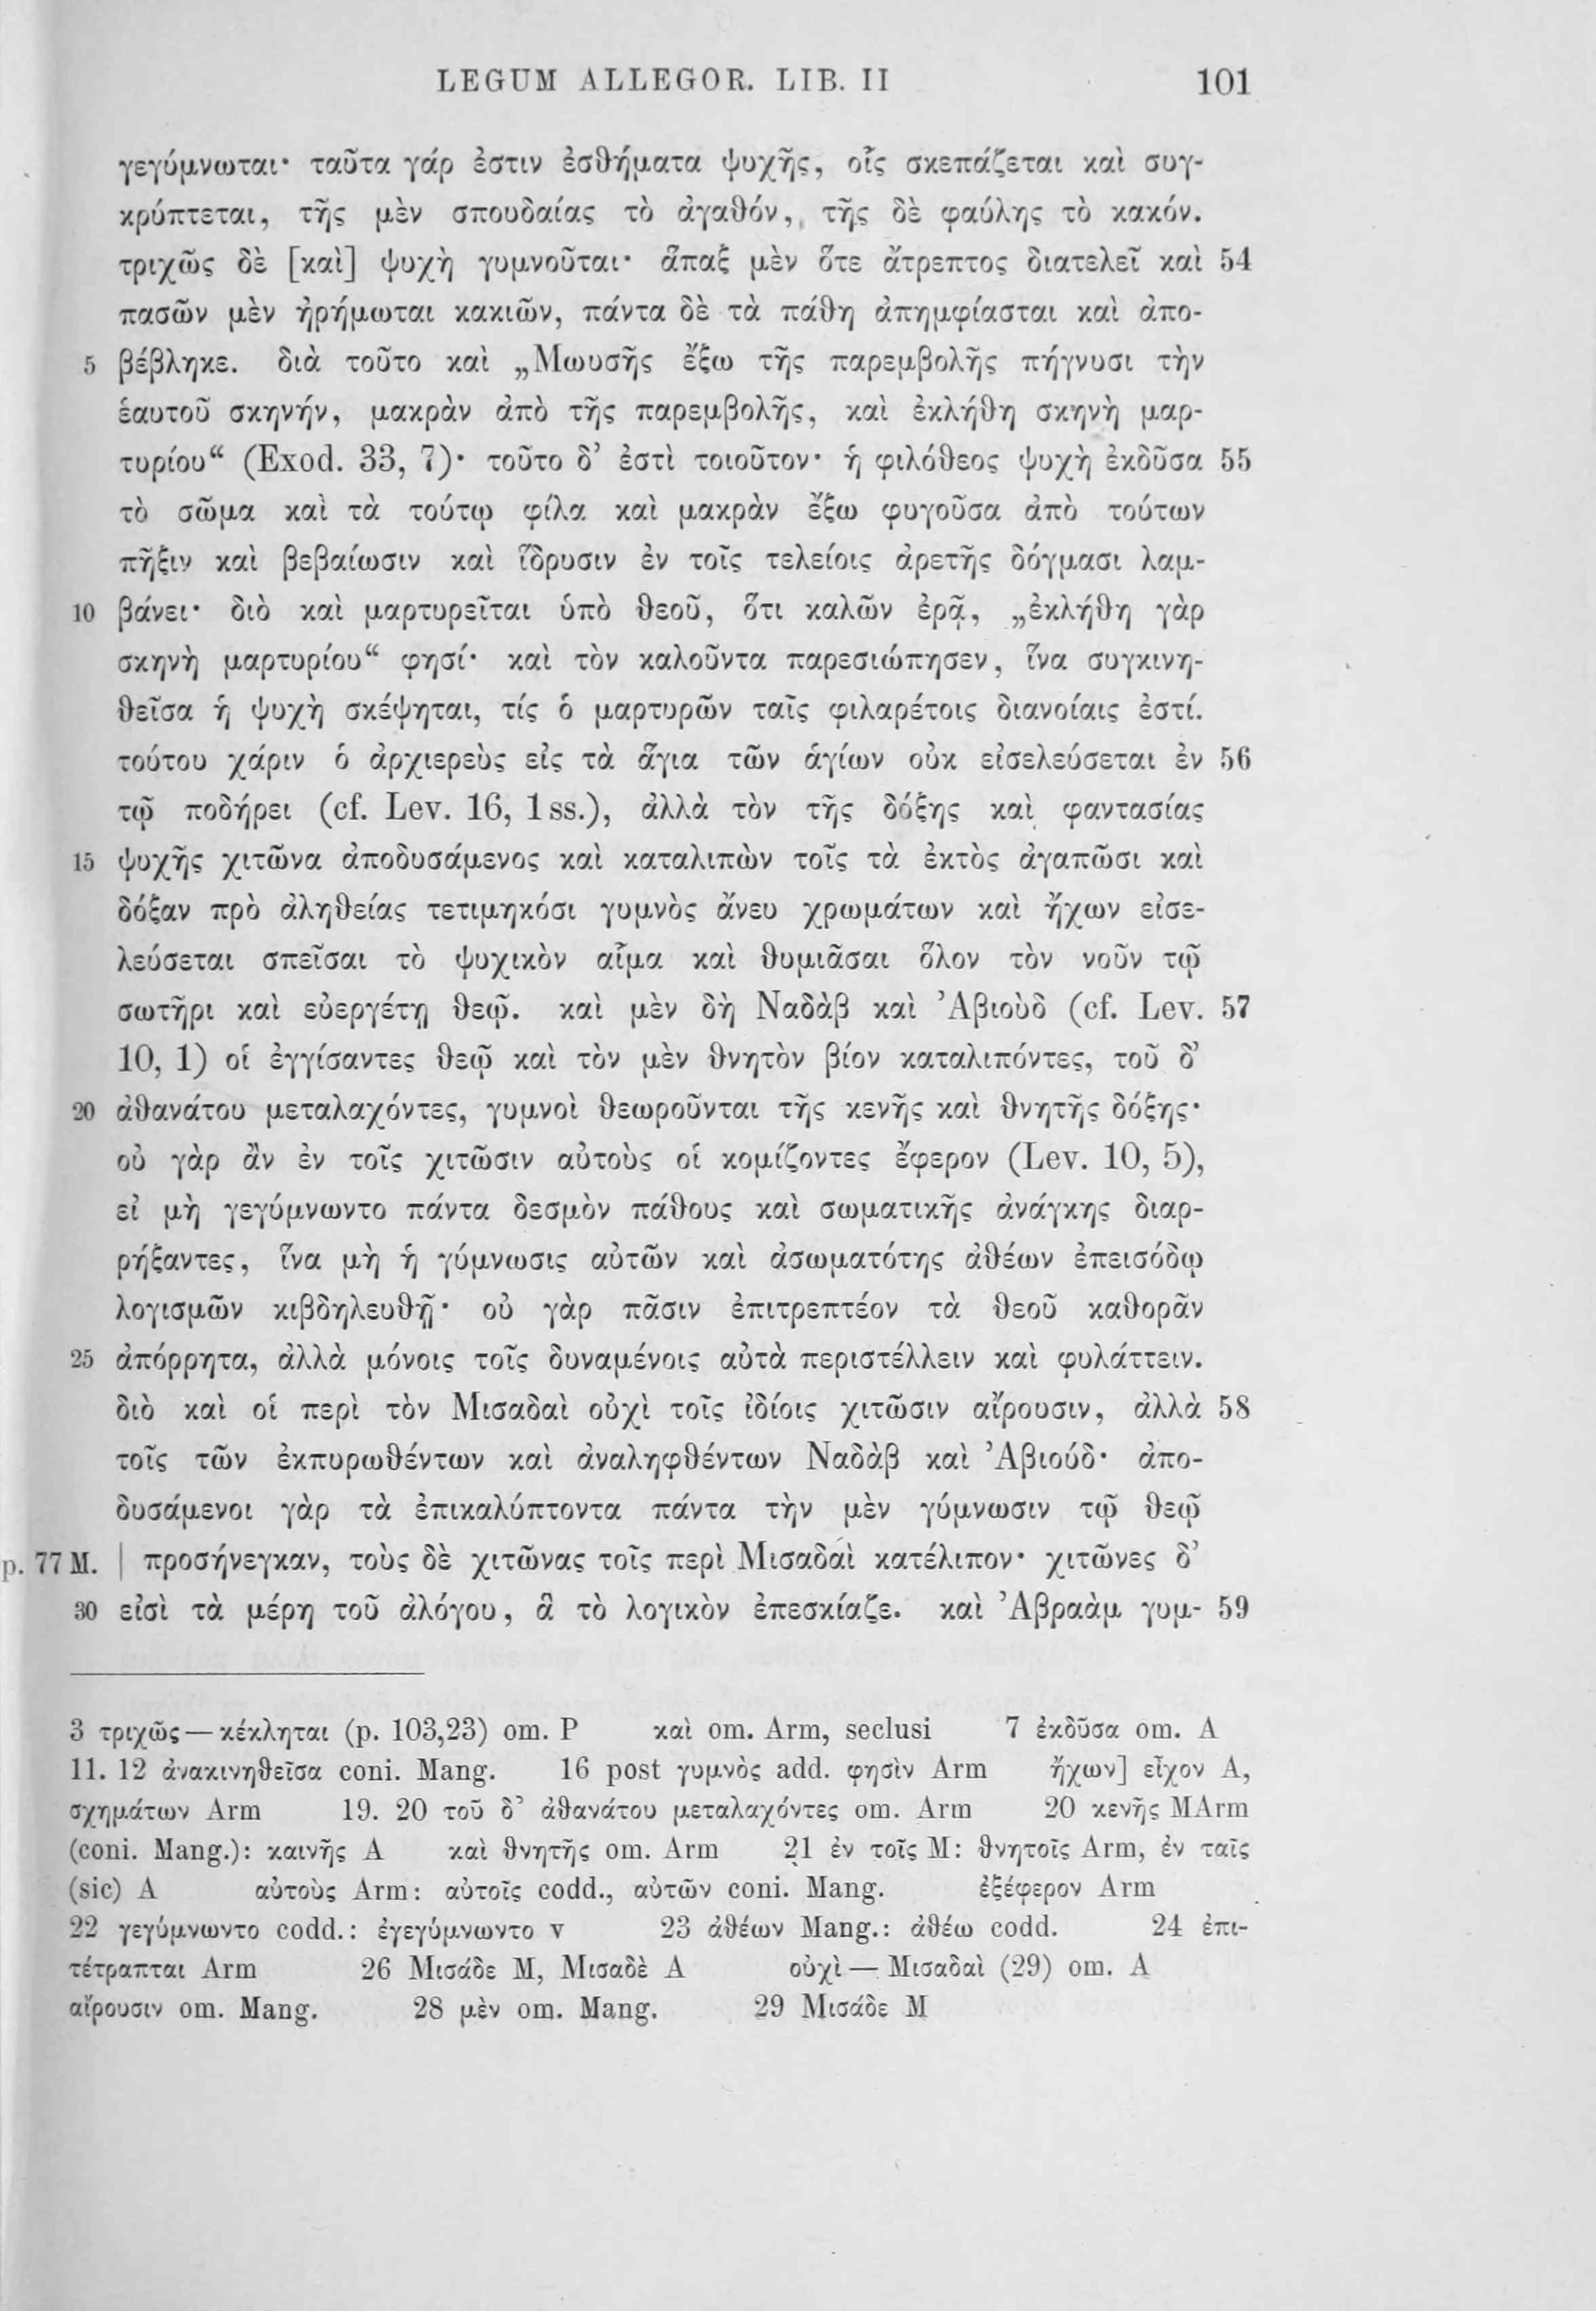 LEGUM ALLEGOR. LIB. II 101
γεγύμνωται· ταῦτα γάρ ἐστιν ἐσθήματα ψυχῆς, οἷς σκεπάζεται καὶ συγ-
κρύπτεται, τῆς μὲν σπουδαίας τὸ ἀγαθόν, τῆς δὲ φαύλης τὸ κακόν.
τριχῶς δὲ [καὶ] ψυχὴ γυμνοῦται· ἅπαξ μὲν ὅτε ἄτρεπτος διατελεῖ καὶ 54
πασῶν μὲν ἠρήμωται κακιῶν, πάντα δὲ τὰ πάθη ἀπημφίασται καὶ ἀπο-
5 βέβληκε. διὰ τοῦτο καὶ „Μωυσῆς ἔξω τῆς παρεμβολῆς πήγνυσι τὴν
ἑαυτοῦ σκηνήν, μακρὰν ἀπὸ τῆς παρεμβολῆς, καὶ ἐκλήθη σκηνὴ μαρ-
τυρίου“ (Exod. 33, 7)· τοῦτο δ’ ἐστὶ τοιοῦτον· ἡ φιλόθεος ψυχὴ ἐκδῦσα 55
τὸ σῶμα καὶ τὰ τούτῳ φίλα καὶ μακρὰν ἔξω φυγοῦσα ἀπὸ τούτων
πῆξιν καὶ βεβαίωσιν καὶ ἵδρυσιν ἐν τοῖς τελείοις ἀρετῆς δόγμασι λαμ-
10 βάνει· διὸ καὶ μαρτυρεῖται ὑπὸ θεοῦ, ὅτι καλῶν ἐρᾷ, „ἐκλήθη γὰρ
σκηνὴ μαρτυρίου“ φησί· καὶ τὸν καλοῦντα παρεσιώπησεν, ἵνα συγκινη-
θεῖσα ἡ ψυχὴ σκέψηται, τίς ὁ μαρτυρῶν ταῖς φιλαρέτοις διανοίαις ἐστί.
τούτου χάριν ὁ ἀρχιερεὺς εἰς τὰ ἅγια τῶν ἁγίων οὐκ εἰσελεύσεται ἐν 56
τῷ ποδήρει (cf. Lev. 16, 1 ss.), ἀλλὰ τὸν τῆς δόξης καὶ φαντασίας
15 ψυχῆς χιτῶνα ἀποδυσάμενος καὶ καταλιπὼν τοῖς τὰ ἐκτὸς ἀγαπῶσι καὶ
δόξαν πρὸ ἀληθείας τετιμηκόσι γυμνὸς ἄνευ χρωμάτων καὶ ἤχων εἰσε-
λεύσεται σπεῖσαι τὸ ψυχικὸν αἷμα καὶ θυμιᾶσαι ὅλον τὸν νοῦν τῷ
σωτῆρι καὶ εὐεργέτῃ θεῷ. καὶ μὲν δὴ Ναδὰβ καὶ Ἀβιοὺδ (cf. Lev. 57
10, 1) οἱ ἐγγίσαντες θεῷ καὶ τὸν μὲν θνητὸν βίον καταλιπόντες, τοῦ δ’
20 ἀθανάτου μεταλαχόντες, γυμνοὶ θεωροῦνται τῆς κενῆς καὶ θνητῆς δόξης·
οὐ γὰρ ἂν ἐν τοῖς χιτῶσιν αὐτοὺς οἱ κομίζοντες ἔφερον (Lev. 10, 5),
εἰ μὴ γεγύμνωντο πάντα δεσμὸν πάθους καὶ σωματικῆς ἀνάγκης διαρ-
ρήξαντες, ἵνα μὴ ἡ γύμνωσις αὐτῶν καὶ ἀσωματότης ἀθέων ἐπεισόδῳ
λογισμῶν κιβδηλευθῇ· οὐ γὰρ πᾶσιν ἐπιτρεπτέον τὰ θεοῦ καθορᾶν
25 ἀπόρρητα, ἀλλὰ μόνοις τοῖς δυναμένοις αὐτὰ περιστέλλειν καὶ φυλάττειν.
διὸ καὶ οἱ περὶ τὸν Μισαδαὶ οὐχὶ τοῖς ἰδίοις χιτῶσιν αἴρουσιν, ἀλλὰ 58
τοῖς τῶν ἐκπυρωθέντων καὶ ἀναληφθέντων Ναδὰβ καὶ Ἀβιούδ· ἀπο-
δυσάμενοι γὰρ τὰ ἐπικαλύπτοντα πάντα τὴν μὲν γύμνωσιν τῷ θεῷ
p. 77 M. | προσήνεγκαν, τοὺς δὲ χιτῶνας τοῖς περὶ Μισαδαὶ κατέλιπον· χιτῶνες δ’
30 εἰσὶ τὰ μέρη τοῦ ἀλόγου, ἃ τὸ λογικὸν ἐπεσκίαζε. καὶ Ἀβραὰμ γυμ- 59
3 τριχῶς — κέκληται (p. 103,23) om. P καὶ om. Arm, seclusi 7 ἐκδῦσα om. A
11. 12 ἀνακινηθεῖσα coni. Mang. 16 post γυμνὸς add. φησὶν Arm ἤχων] εἶχον A,
σχημάτων Arm 19. 20 τοῦ δ’ ἀθανάτου μεταλαχόντες om. Arm 20 κενῆς MArm
(coni. Mang.): καινῆς A καὶ θνητῆς om. Arm 21 ἐν τοῖς M: θνητοῖς Arm, ἐν ταῖς
(sic) A αὐτοὺς Arm: αὐτοῖς codd., αὐτῶν coni. Mang. ἐξέφερον Arm
22 γεγύμνωντο codd.: ἐγεγύμνωντο v 23 ἀθέων Mang.: ἀθέω codd. 24 ἐπι-
τέτραπται Arm 26 Μισάδε M, Μισαδὲ A οὐχὶ — Μισαδαὶ (29) om. A
αἴρουσιν om. Mang. 28 μὲν om. Mang. 29 Μισάδε M